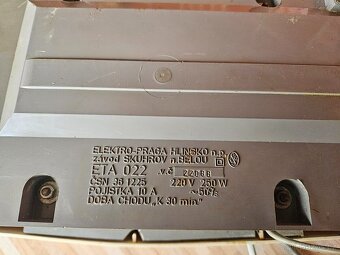 ELEKTRO-PRAGA HLINSKO n.p.
závod SKUHROV n.BĚLOU
ETA 022 v.č
ČSN 36 1225 220 V 250 W
POJISTKA 10 A ~50
DOBA CHODU „K 30 min."